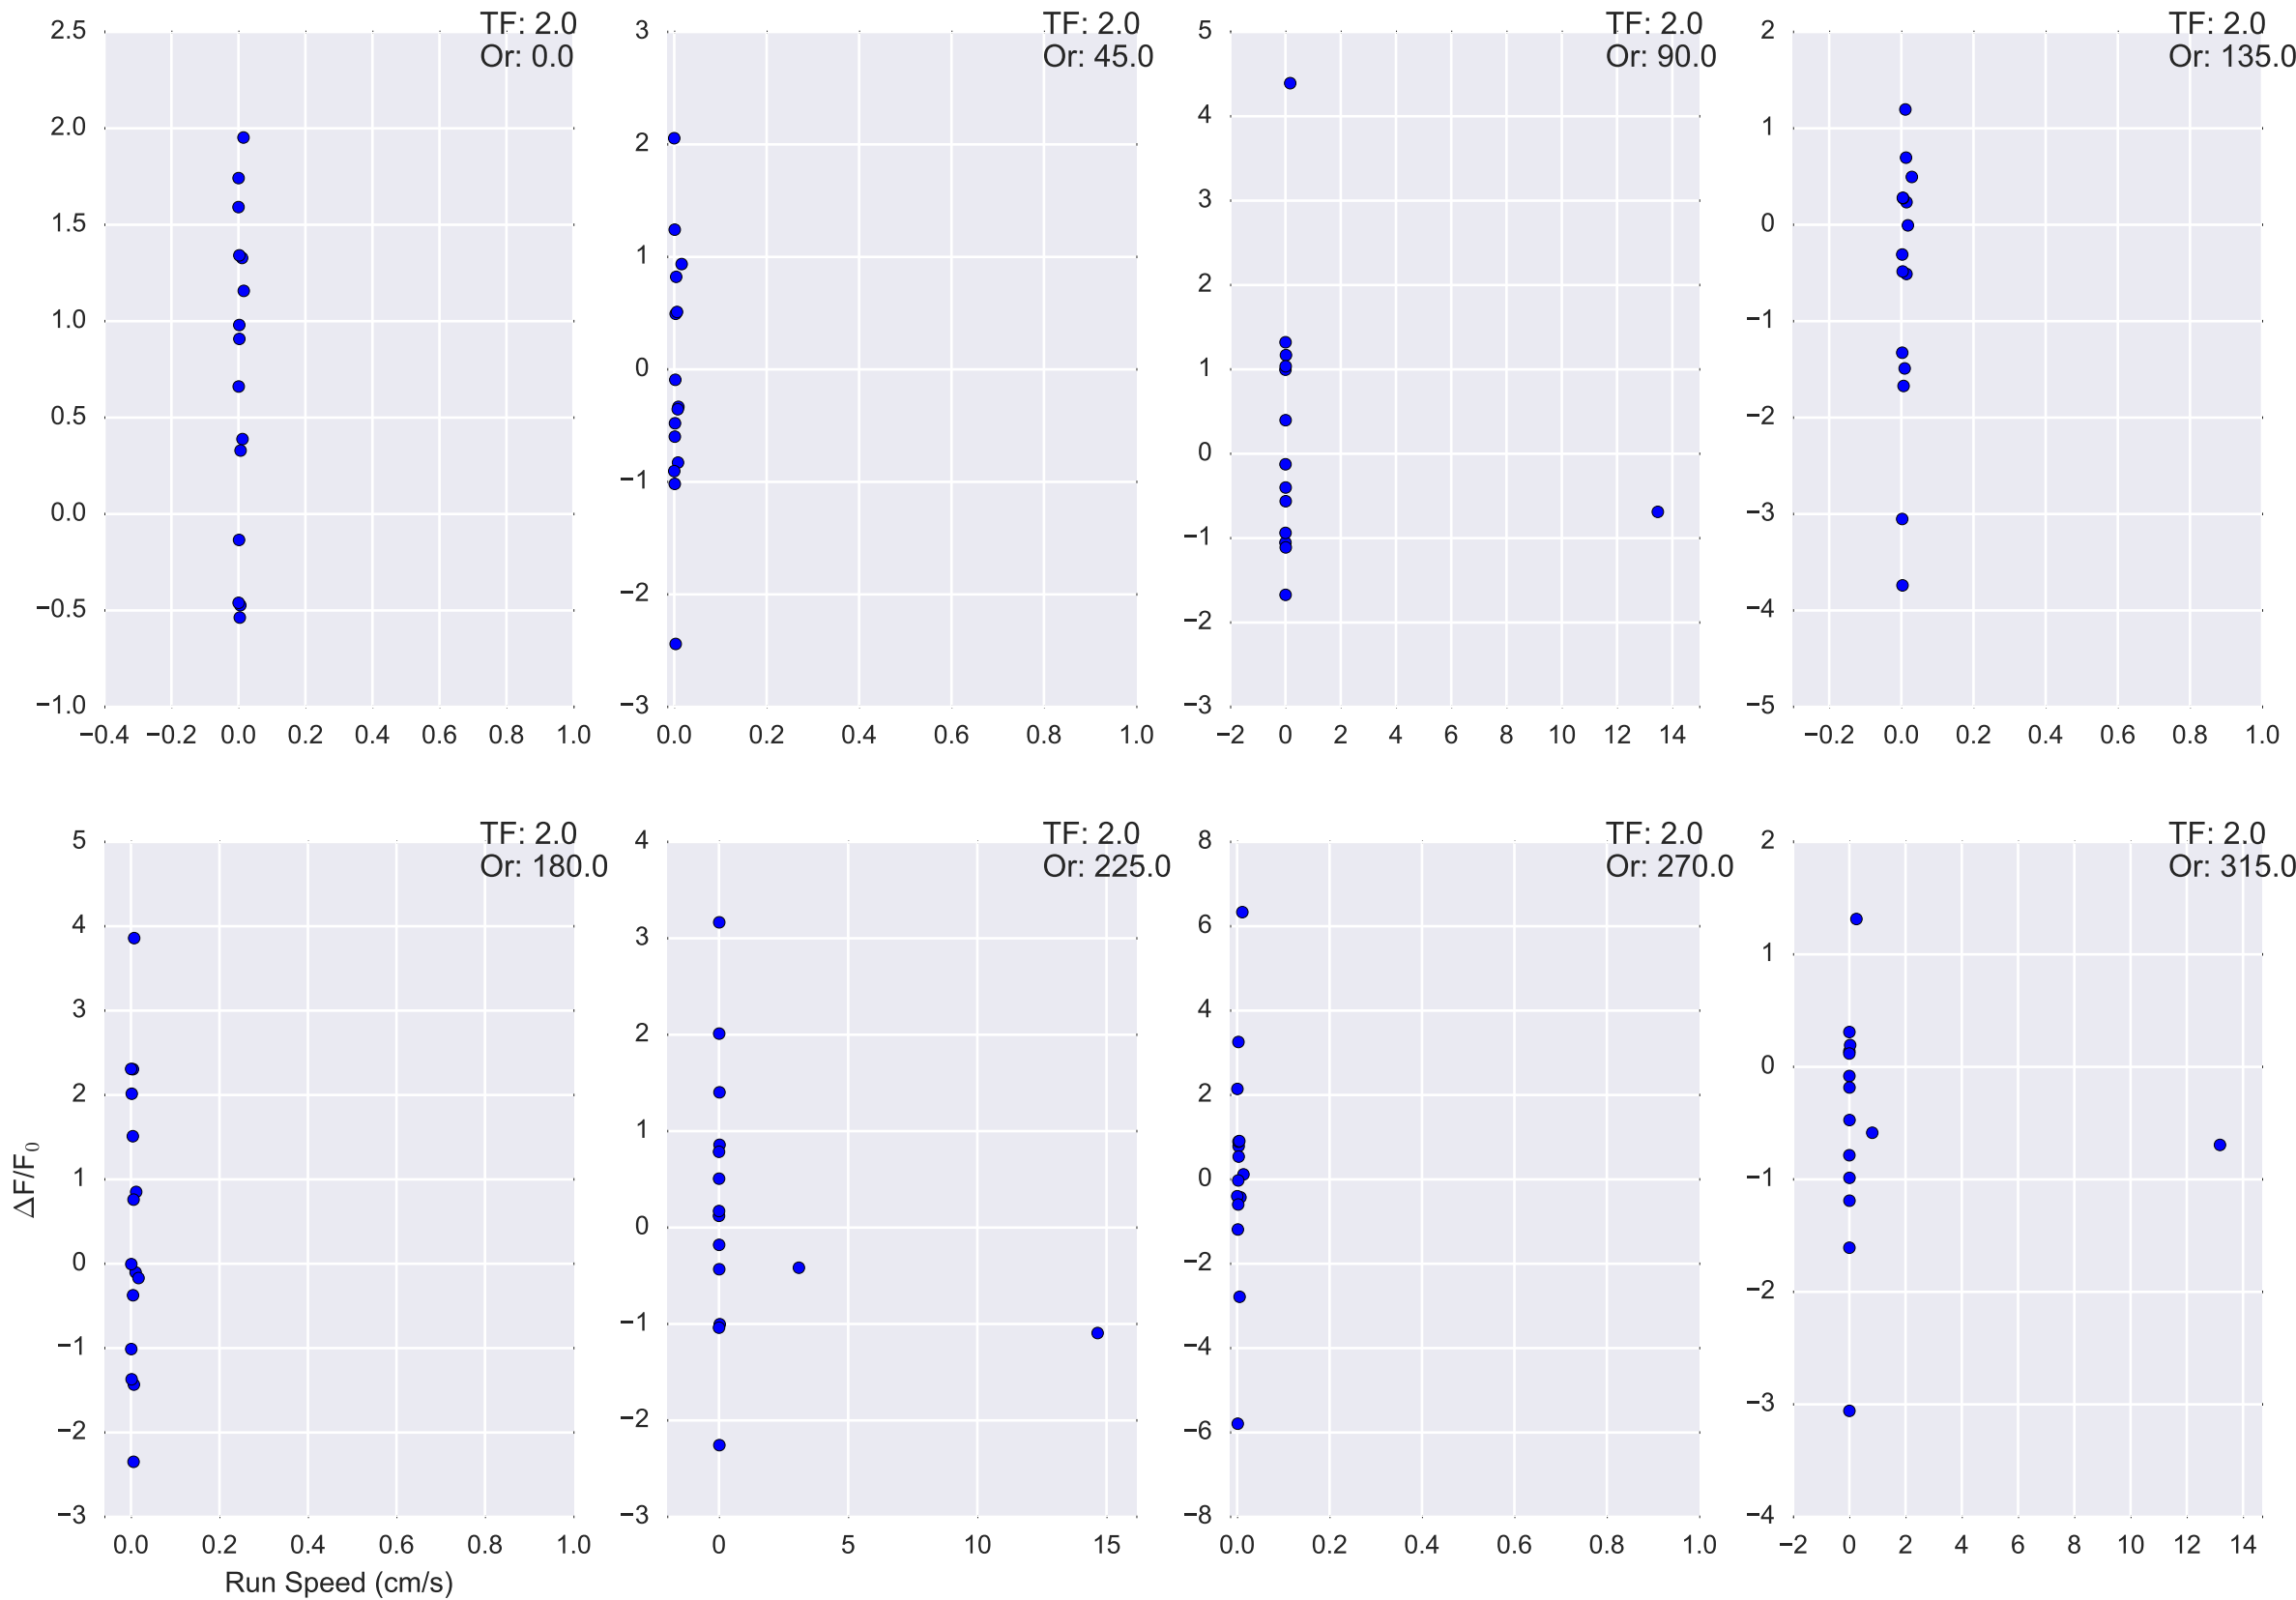 TF: 2.0
Or: 0.0
2.5
2.0
1.5
1.0
0.5
0.0
−0.5
−1.0
−0.4 −0.2 0.0 0.2 0.4 0.6 0.8 1.0
TF: 2.0
Or: 45.0
3
2
1
0
−1
−2
−3
0.0 0.2 0.4 0.6 0.8 1.0
TF: 2.0
Or: 90.0
5
4
3
2
1
0
−1
−2
−3
−2 0 2 4 6 8 10 12 14
TF: 2.0
Or: 135.0
2
1
0
−1
−2
−3
−4
−5
−0.2 0.0 0.2 0.4 0.6 0.8 1.0
TF: 2.0
Or: 180.0
5
4
3
2
1
0
−1
−2
−3
ΔF/F₀
0.0 0.2 0.4 0.6 0.8 1.0
Run Speed (cm/s)
TF: 2.0
Or: 225.0
4
3
2
1
0
−1
−2
−3
0 5 10 15
TF: 2.0
Or: 270.0
8
6
4
2
0
−2
−4
−6
−8
0.0 0.2 0.4 0.6 0.8 1.0
TF: 2.0
Or: 315.0
2
1
0
−1
−2
−3
−4
−2 0 2 4 6 8 10 12 14